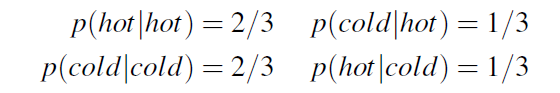 p(hot|hot) = 2/3 p(cold|hot) = 1/3
p(cold|cold) = 2/3 p(hot|cold) = 1/3